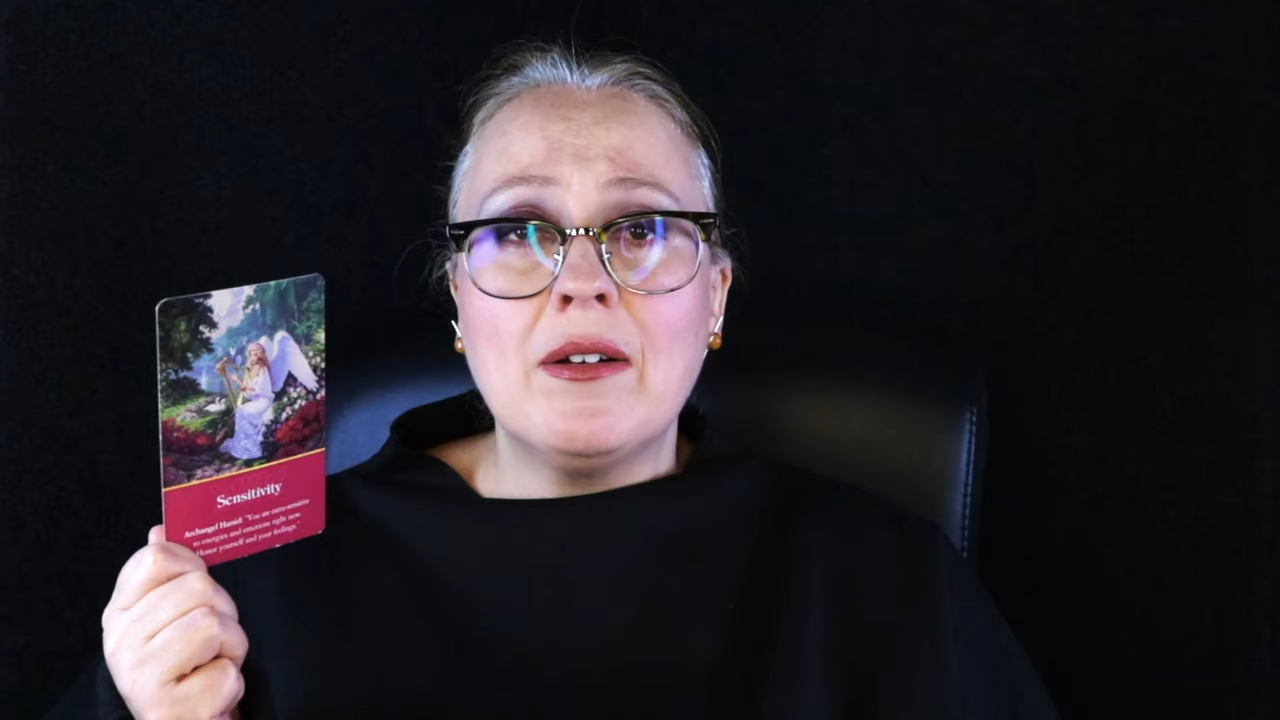 Sensitivity
Archangel Haniel: "You are extra-sensitive
to energies and emotions right now.
Honor yourself and your feelings."